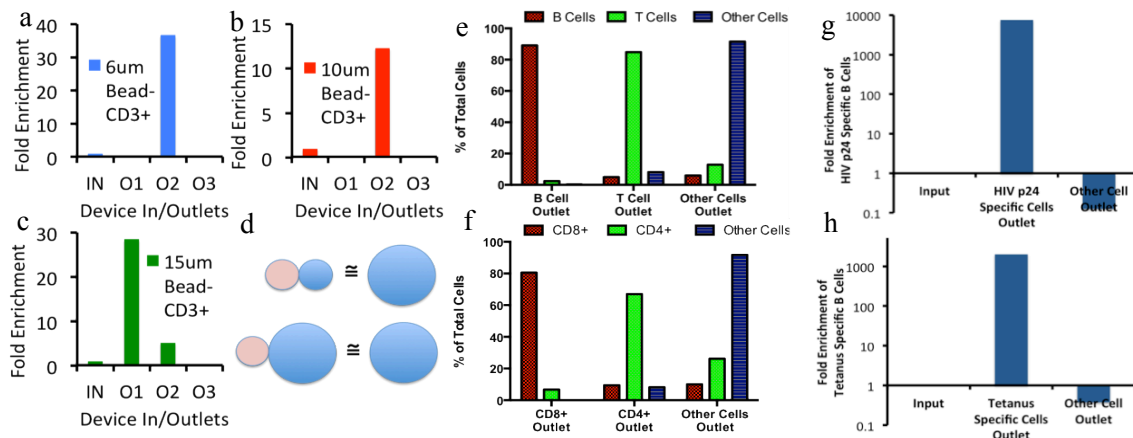 a
40
30
20
10
0
Fold Enrichment
6um
Bead-
CD3+
IN O1 O2 O3
Device In/Outlets
b
15
10
5
0
Fold Enrichment
10um
Bead-
CD3+
IN O1 O2 O3
Device In/Outlets
c
30
20
10
0
Fold Enrichment
15um
Bead-
CD3+
IN O1 O2 O3
Device In/Outlets
d
≅
≅
e
B Cells T Cells Other Cells
100
80
60
40
20
0
% of Total Cells
B Cell
Outlet
T Cell
Outlet
Other Cells
Outlet
f
CD8+ CD4+ Other Cells
100
80
60
40
20
0
% of Total Cells
CD8+
Outlet
CD4+
Outlet
Other Cells
Outlet
g
10000
1000
100
10
1
0.1
Fold Enrichment of
HIV p24 Specific B Cells
Input
HIV p24
Specific Cells
Outlet
Other Cell
Outlet
h
1000
100
10
1
0.1
Fold Enrichment of
Tetanus Specific B Cells
Input
Tetanus
Specific Cells
Outlet
Other Cell
Outlet